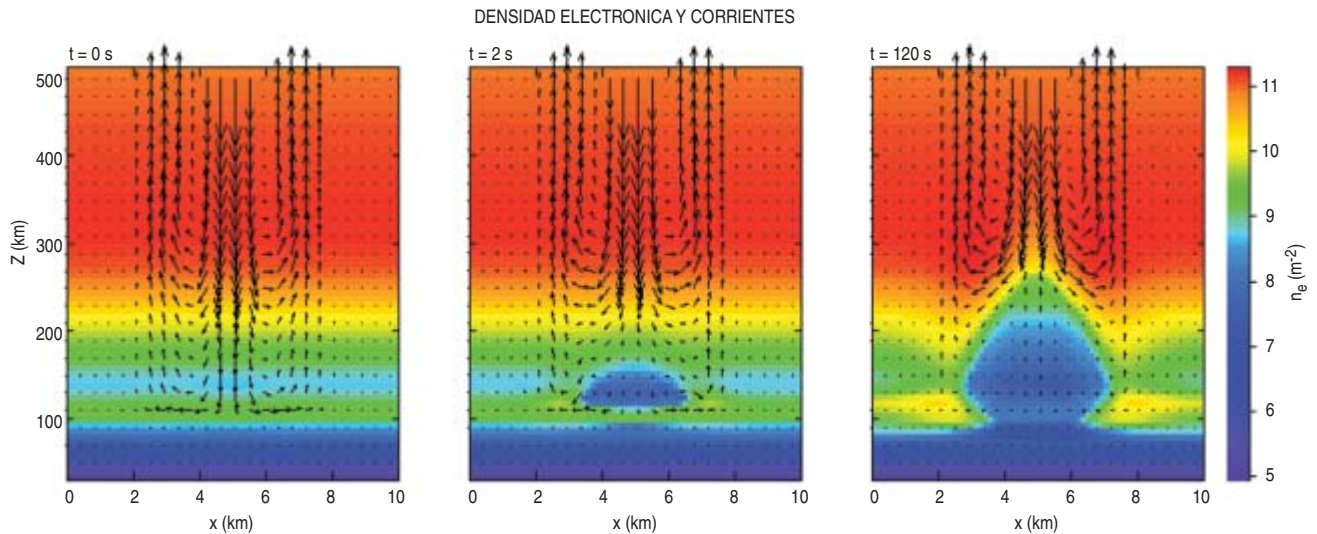 DENSIDAD ELECTRONICA Y CORRIENTES
t = 0 s
t = 2 s
t = 120 s
500
400
300
200
100
Z (km)
0 2 4 6 8 10
x (km)
0 2 4 6 8 10
x (km)
0 2 4 6 8 10
x (km)
11
10
9
8
7
6
5
nₑ (m⁻²)